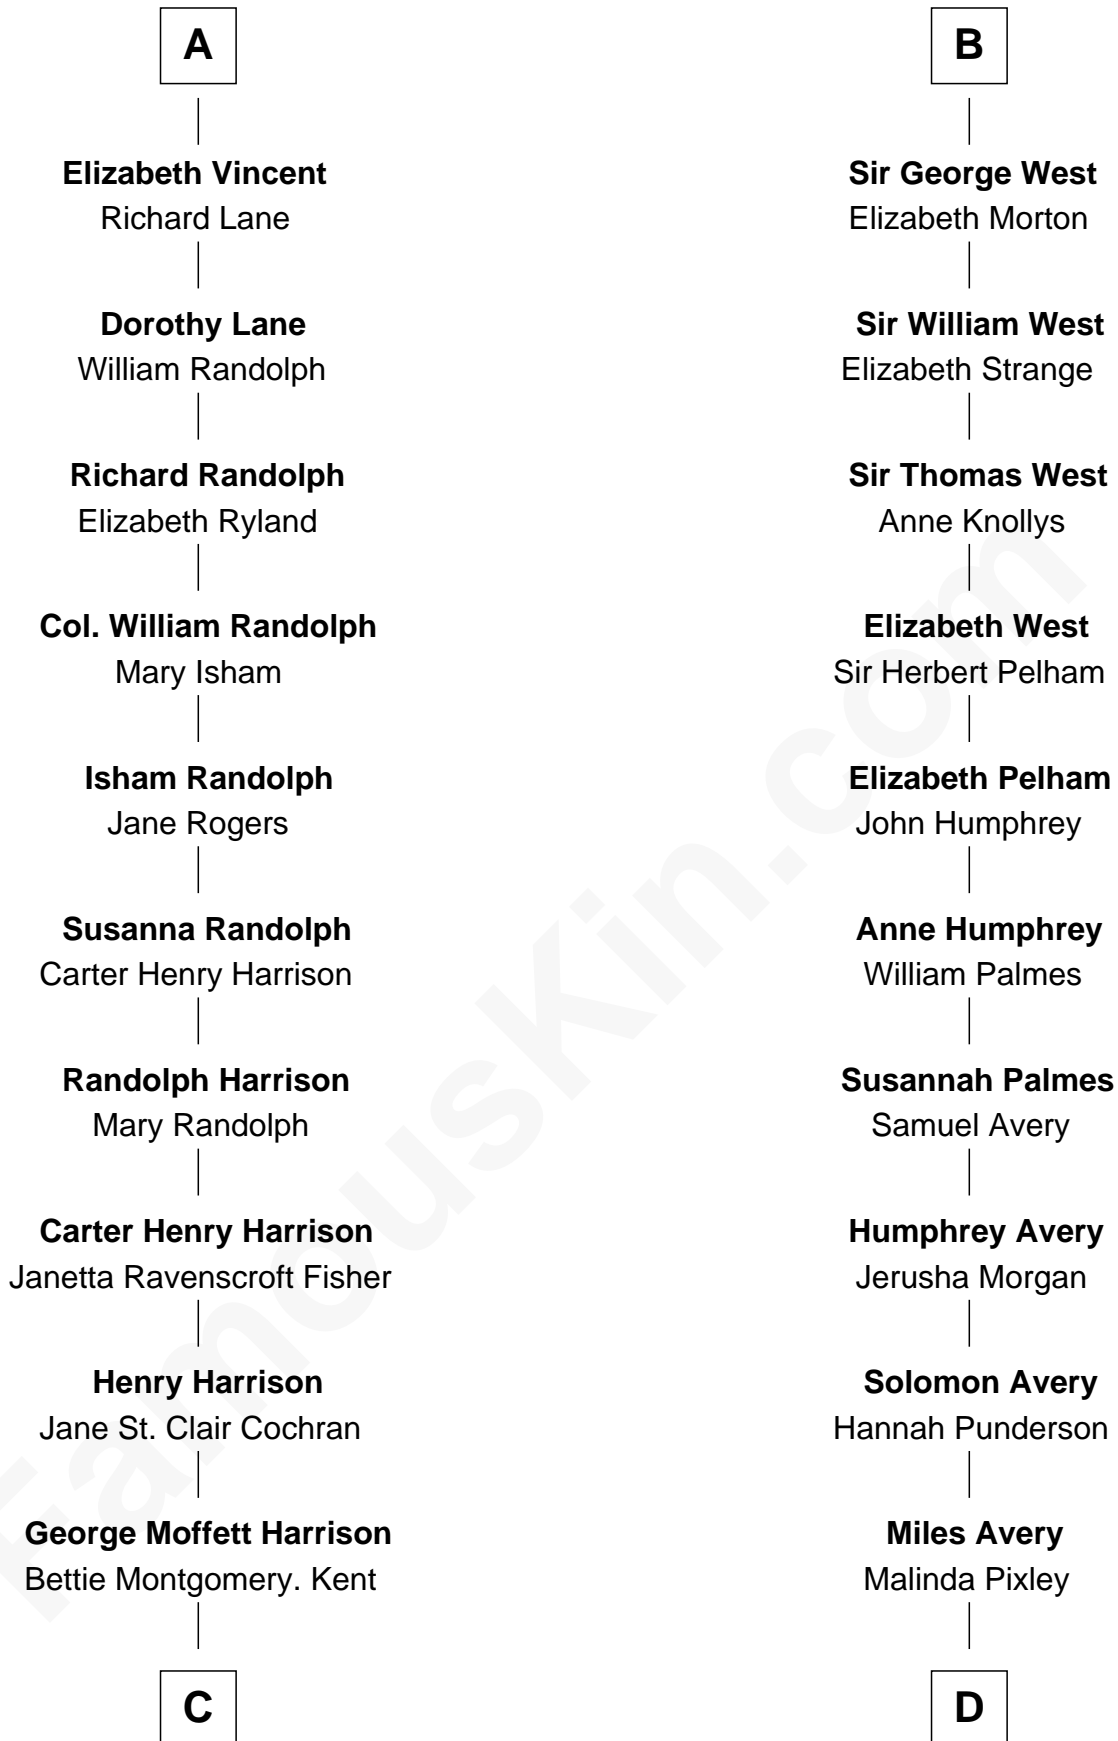 A
Elizabeth Vincent
Richard Lane
Dorothy Lane
William Randolph
Richard Randolph
Elizabeth Ryland
Col. William Randolph
Mary Isham
Isham Randolph
Jane Rogers
Susanna Randolph
Carter Henry Harrison
Randolph Harrison
Mary Randolph
Carter Henry Harrison
Janetta Ravenscroft Fisher
Henry Harrison
Jane St. Clair Cochran
George Moffett Harrison
Bettie Montgomery. Kent
C
B
Sir George West
Elizabeth Morton
Sir William West
Elizabeth Strange
Sir Thomas West
Anne Knollys
Elizabeth West
Sir Herbert Pelham
Elizabeth Pelham
John Humphrey
Anne Humphrey
William Palmes
Susannah Palmes
Samuel Avery
Humphrey Avery
Jerusha Morgan
Solomon Avery
Hannah Punderson
Miles Avery
Malinda Pixley
D
FamousKin.com